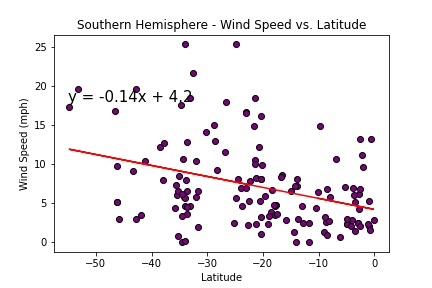 Southern Hemisphere - Wind Speed vs. Latitude
25
20
y = -0.14x + 4.2
15
Wind Speed (mph)
10
5
0
−50 −40 −30 −20 −10 0
Latitude